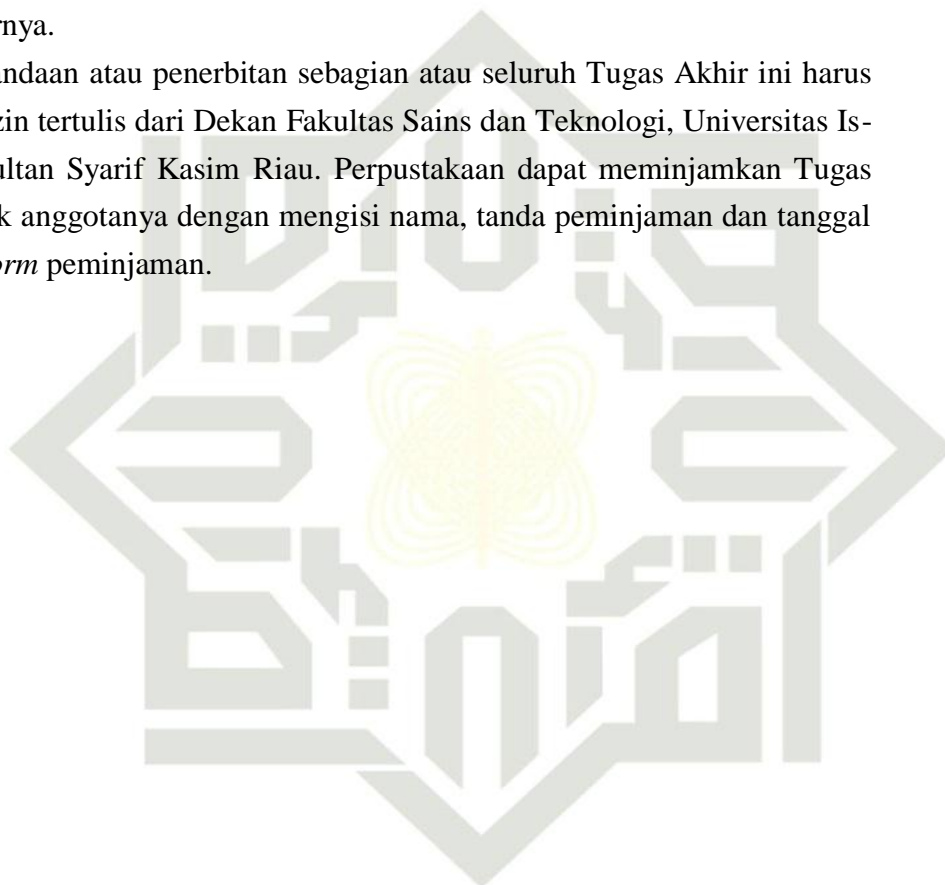 rnya.
andaan atau penerbitan sebagian atau seluruh Tugas Akhir ini harus
zin tertulis dari Dekan Fakultas Sains dan Teknologi, Universitas Is-
ultan Syarif Kasim Riau. Perpustakaan dapat meminjamkan Tugas
k anggotanya dengan mengisi nama, tanda peminjaman dan tanggal
orm peminjaman.